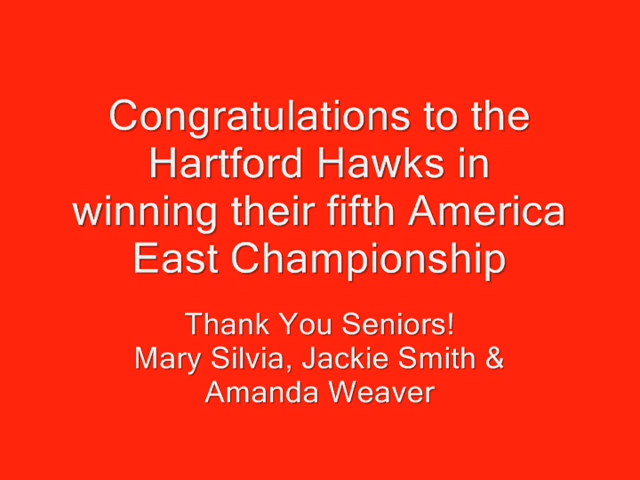 Congratulations to the
Hartford Hawks in
winning their fifth America
East Championship
Thank You Seniors!
Mary Silvia, Jackie Smith &
Amanda Weaver